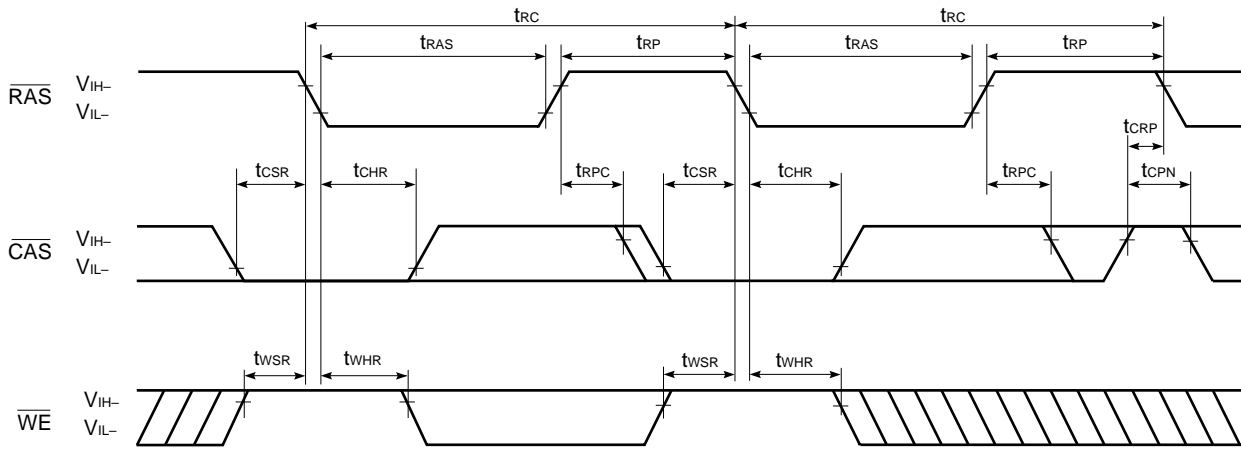 tRC tRC
tRAS tRP tRAS tRP
RAS VIH–
VIL–
tCRP
tCSR tCHR tRPC tCSR tCHR tRPC tCPN
CAS VIH–
VIL–
tWSR tWHR tWSR tWHR
WE VIH–
VIL–